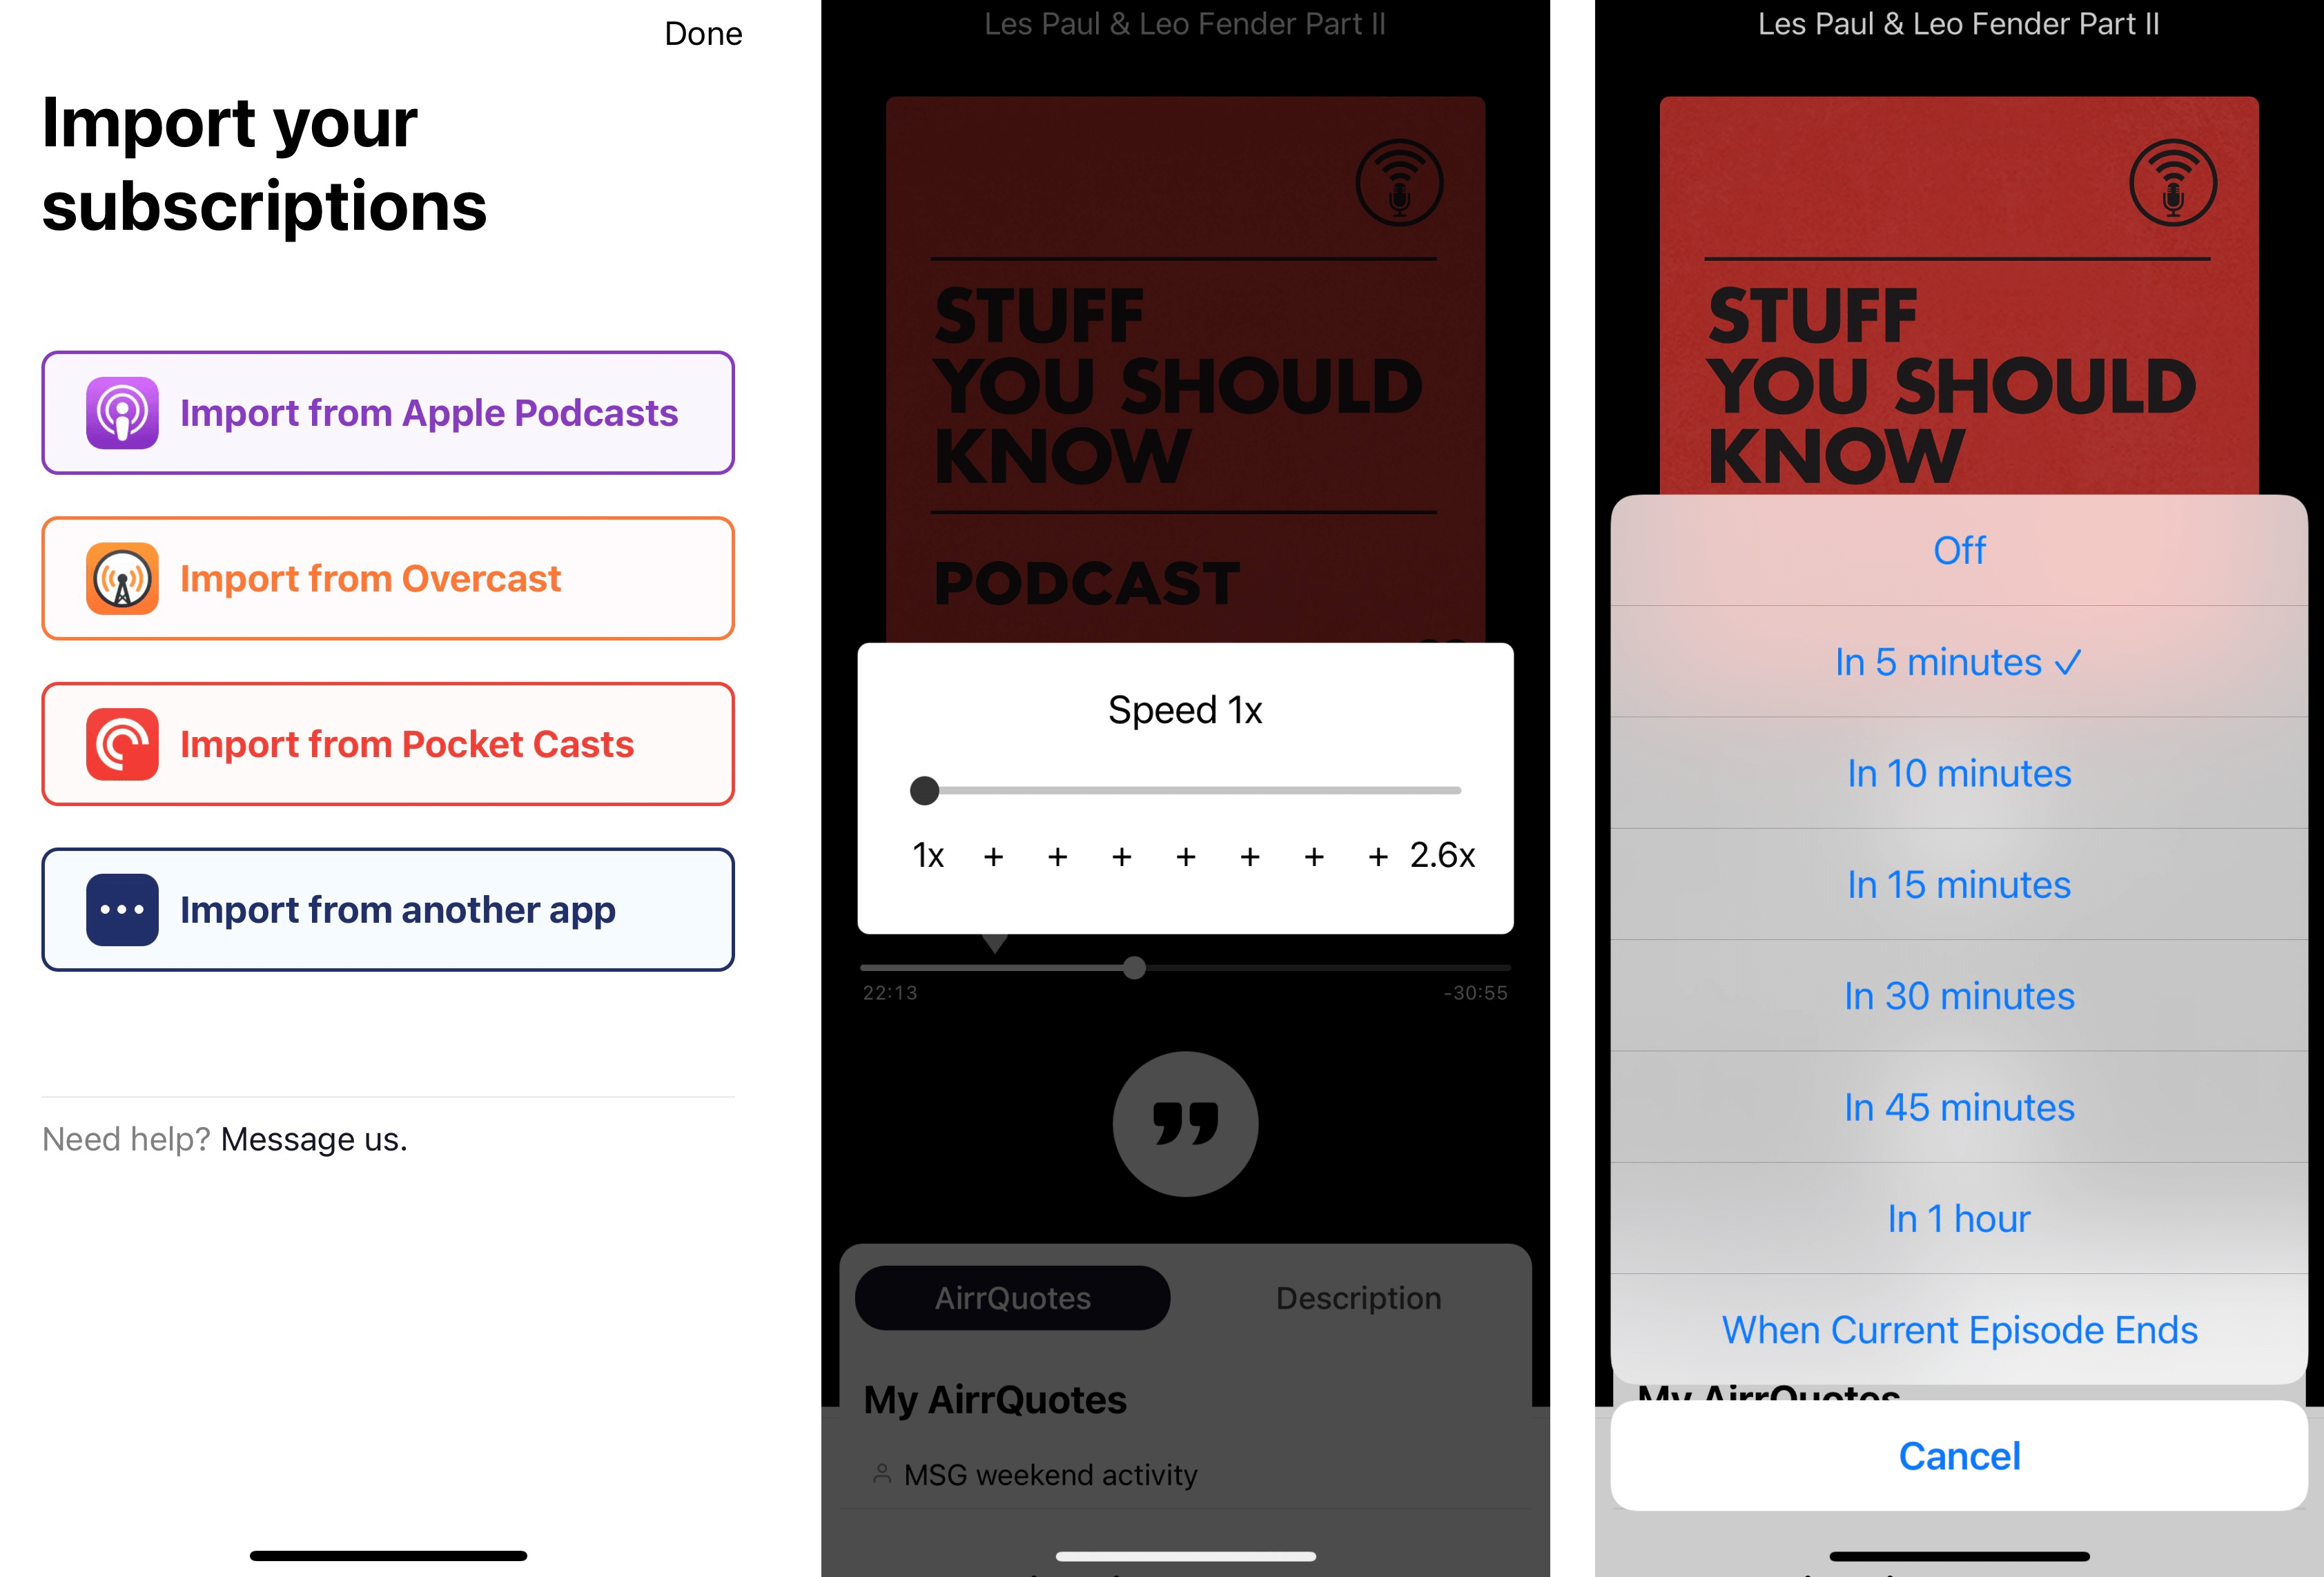 Done
Import your
subscriptions
Import from Apple Podcasts
Import from Overcast
Import from Pocket Casts
Import from another app
Need help? Message us.
Les Paul & Leo Fender Part II
STUFF
YOU SHOULD
KNOW
PODCAST
Speed 1x
1x + + + + + + + 2.6x
22:13 -30:55
AirrQuotes Description
My AirrQuotes
MSG weekend activity
Les Paul & Leo Fender Part II
STUFF
YOU SHOULD
KNOW
Off
In 5 minutes ✓
In 10 minutes
In 15 minutes
In 30 minutes
In 45 minutes
In 1 hour
When Current Episode Ends
My AirrQuotes
Cancel